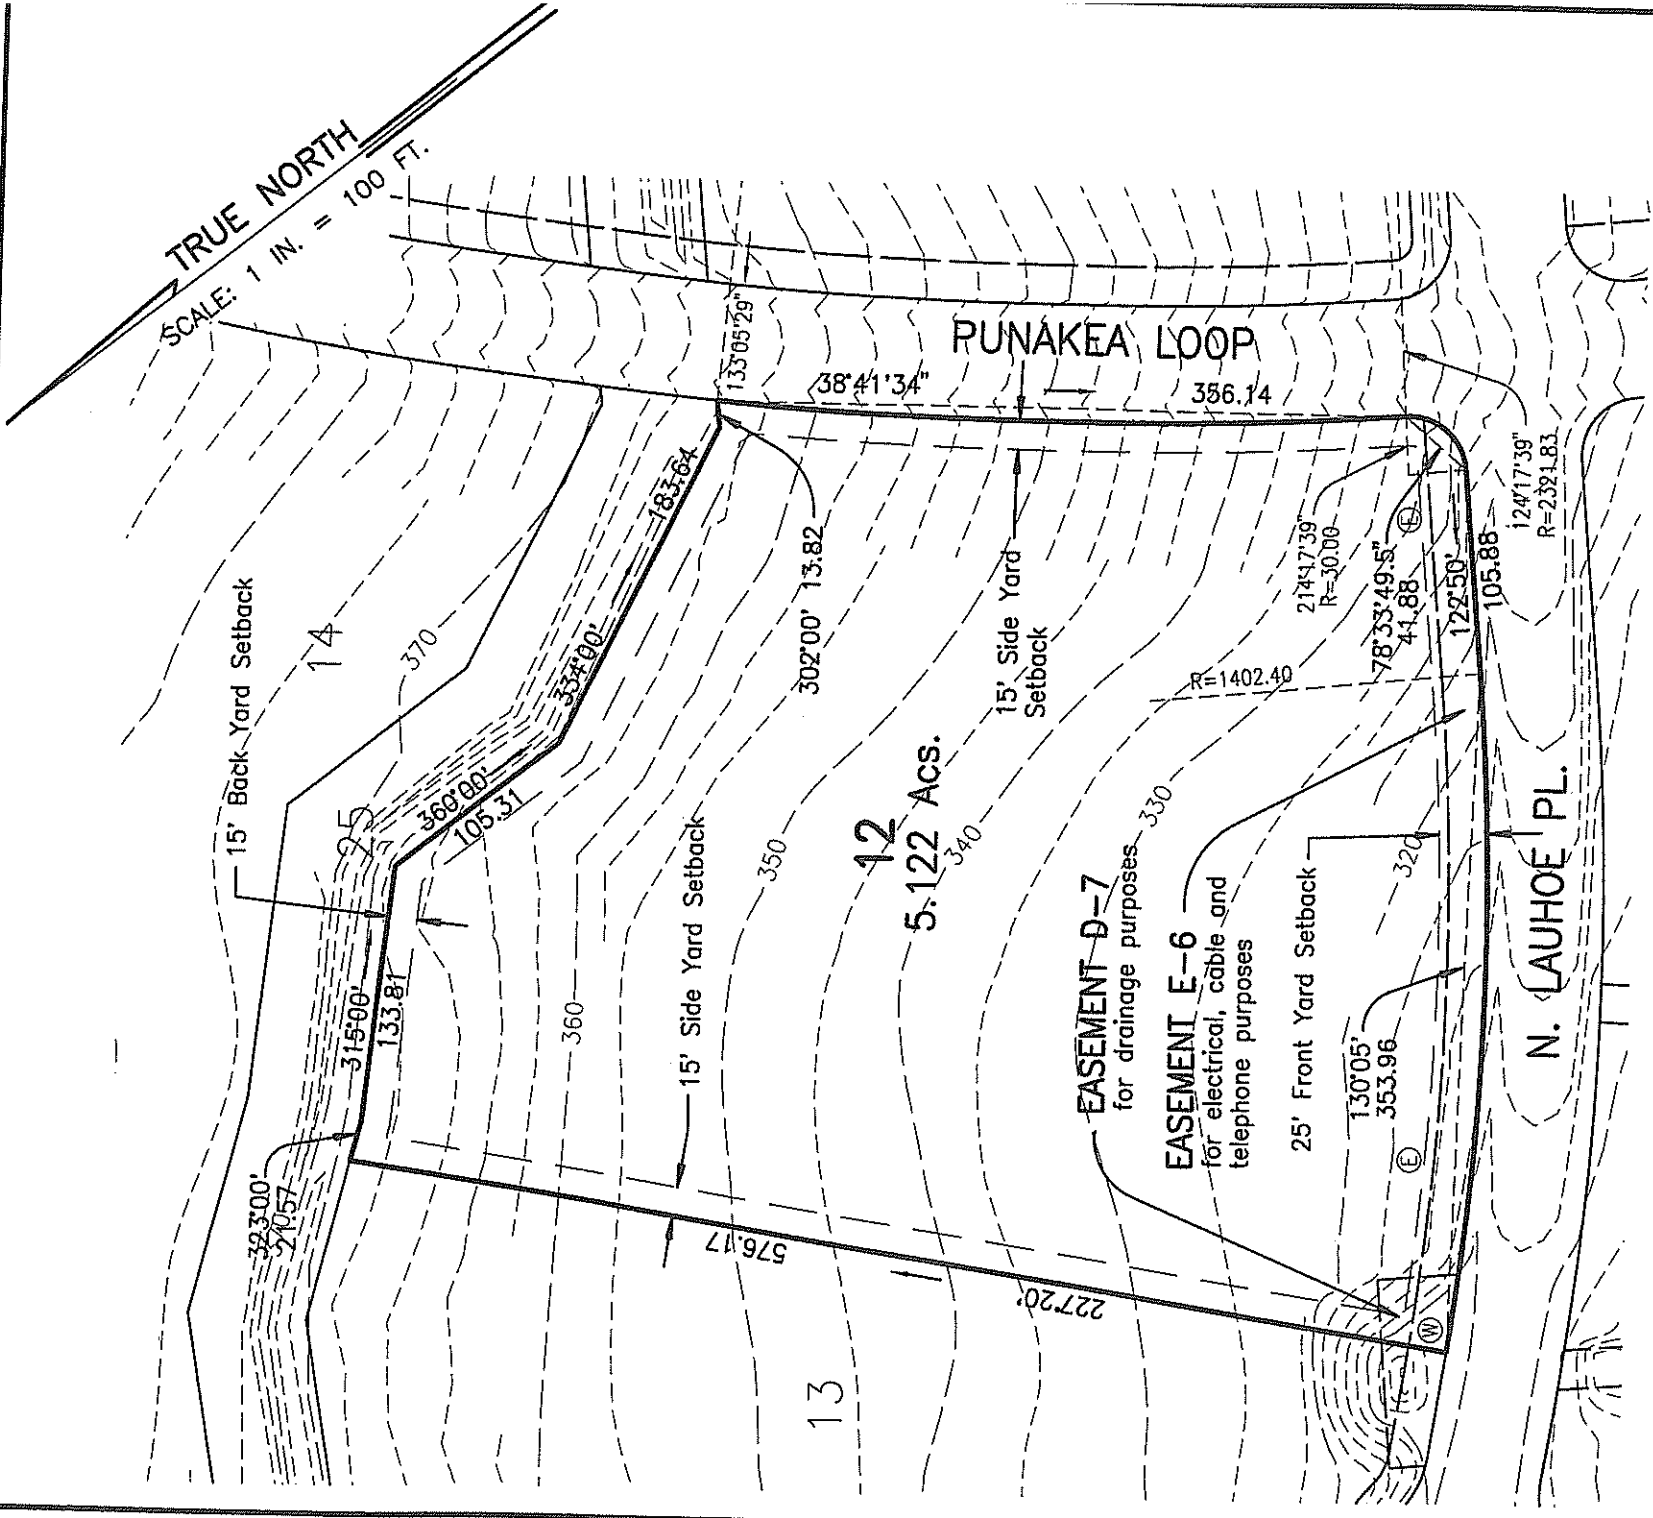 TRUE NORTH
SCALE: 1 IN. = 100 FT.
PUNAKEA LOOP
133°05'29"
38°41'34"
356.14
15' Back Yard Setback
14
370
25
183.64
334°00'
302°00' 13.82
360°00'
105.31
315°00'
133.81
323°00'
21.57
15' Side Yard
Setback
214°17'39"
R=30.00
78°33'49.5"
41.88
E
122°50'
105.88
124°17'39"
R=2321.83
R=1402.40
12
5.122 Acs.
350
340
330
320
360
15' Side Yard Setback
EASEMENT D-7
for drainage purposes
EASEMENT E-6
for electrical, cable and
telephone purposes
25' Front Yard Setback
130°05'
353.96
E
W
N. LAUHOE PL.
576.17
227°20'
13